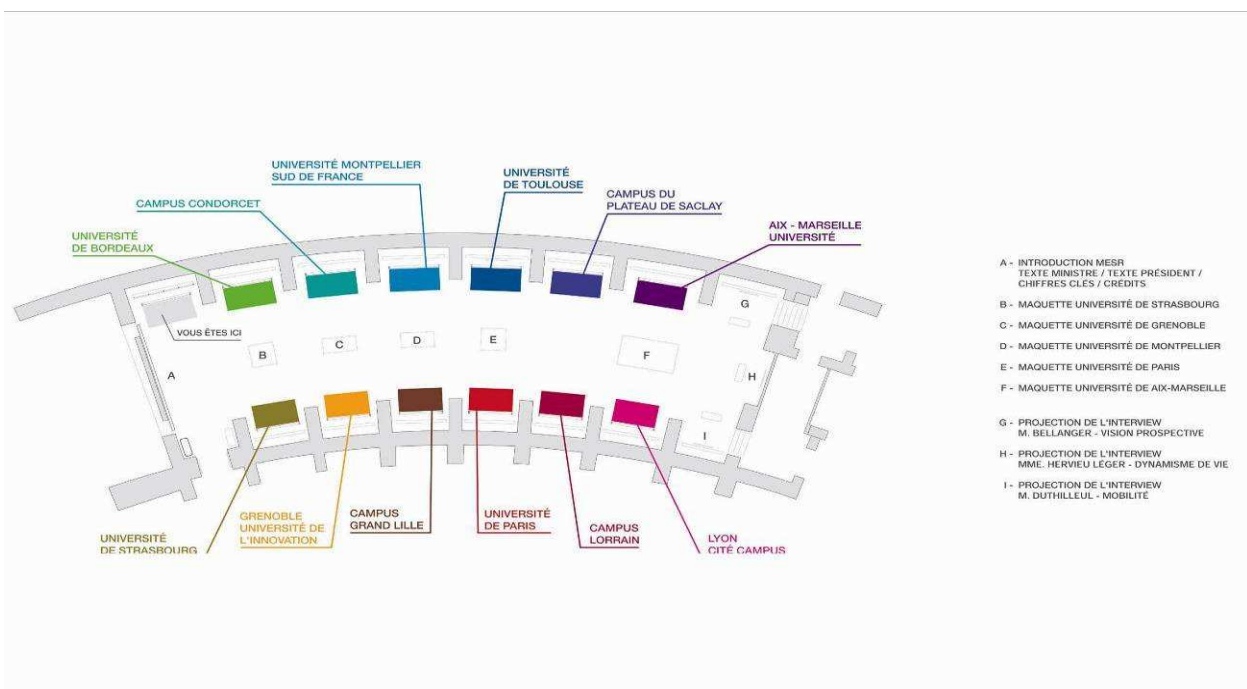 UNIVERSITÉ MONTPELLIER
SUD DE FRANCE
UNIVERSITÉ
DE TOULOUSE
CAMPUS DU
PLATEAU DE SACLAY
CAMPUS CONDORCET
AIX - MARSEILLE
UNIVERSITÉ
UNIVERSITÉ
DE BORDEAUX
VOUS ÊTES ICI
A
B
C
D
E
F
G
H
I
UNIVERSITÉ
DE STRASBOURG
GRENOBLE
UNIVERSITÉ DE
L'INNOVATION
CAMPUS
GRAND LILLE
UNIVERSITÉ
DE PARIS
CAMPUS
LORRAIN
LYON
CITÉ CAMPUS
A - INTRODUCTION MESR
TEXTE MINISTRE / TEXTE PRÉSIDENT /
CHIFFRES CLÉS / CRÉDITS
B - MAQUETTE UNIVERSITÉ DE STRASBOURG
C - MAQUETTE UNIVERSITÉ DE GRENOBLE
D - MAQUETTE UNIVERSITÉ DE MONTPELLIER
E - MAQUETTE UNIVERSITÉ DE PARIS
F - MAQUETTE UNIVERSITÉ DE AIX-MARSEILLE
G - PROJECTION DE L'INTERVIEW
M. BELLANGER - VISION PROSPECTIVE
H - PROJECTION DE L'INTERVIEW
MME. HERVIEU LÉGER - DYNAMISME DE VIE
I - PROJECTION DE L'INTERVIEW
M. DUTHILLEUL - MOBILITÉ